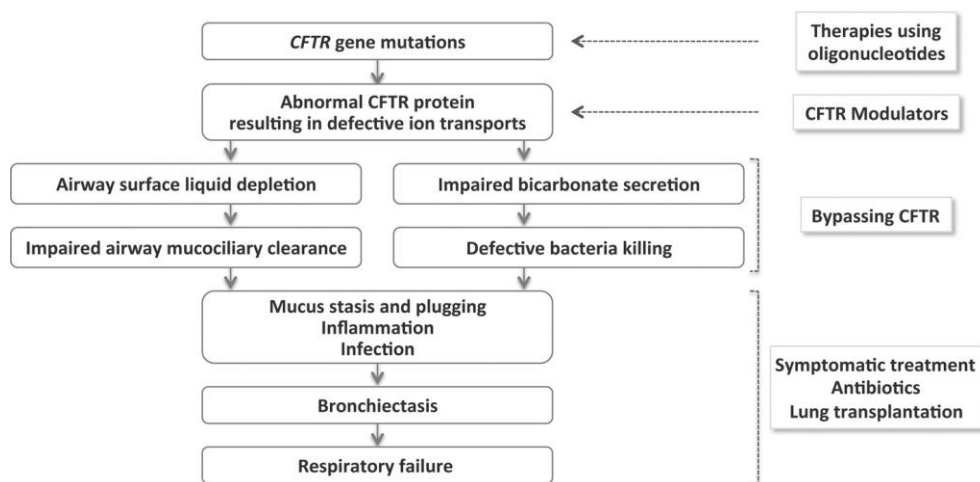 CFTR gene mutations
Therapies using
oligonucleotides
Abnormal CFTR protein
resulting in defective ion transports
CFTR Modulators
Airway surface liquid depletion
Impaired bicarbonate secretion
Bypassing CFTR
Impaired airway mucociliary clearance
Defective bacteria killing
Mucus stasis and plugging
Inflammation
Infection
Symptomatic treatment
Antibiotics
Lung transplantation
Bronchiectasis
Respiratory failure